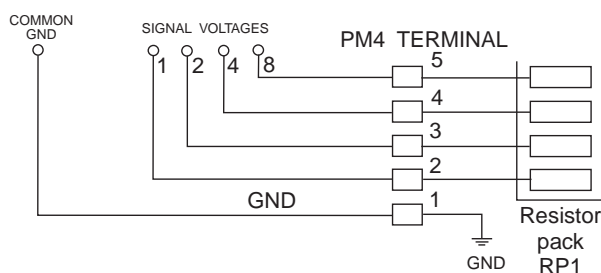 COMMON
GND
SIGNAL VOLTAGES
1 2 4 8
PM4 TERMINAL
5
4
3
2
GND
1
GND
Resistor
pack
RP1